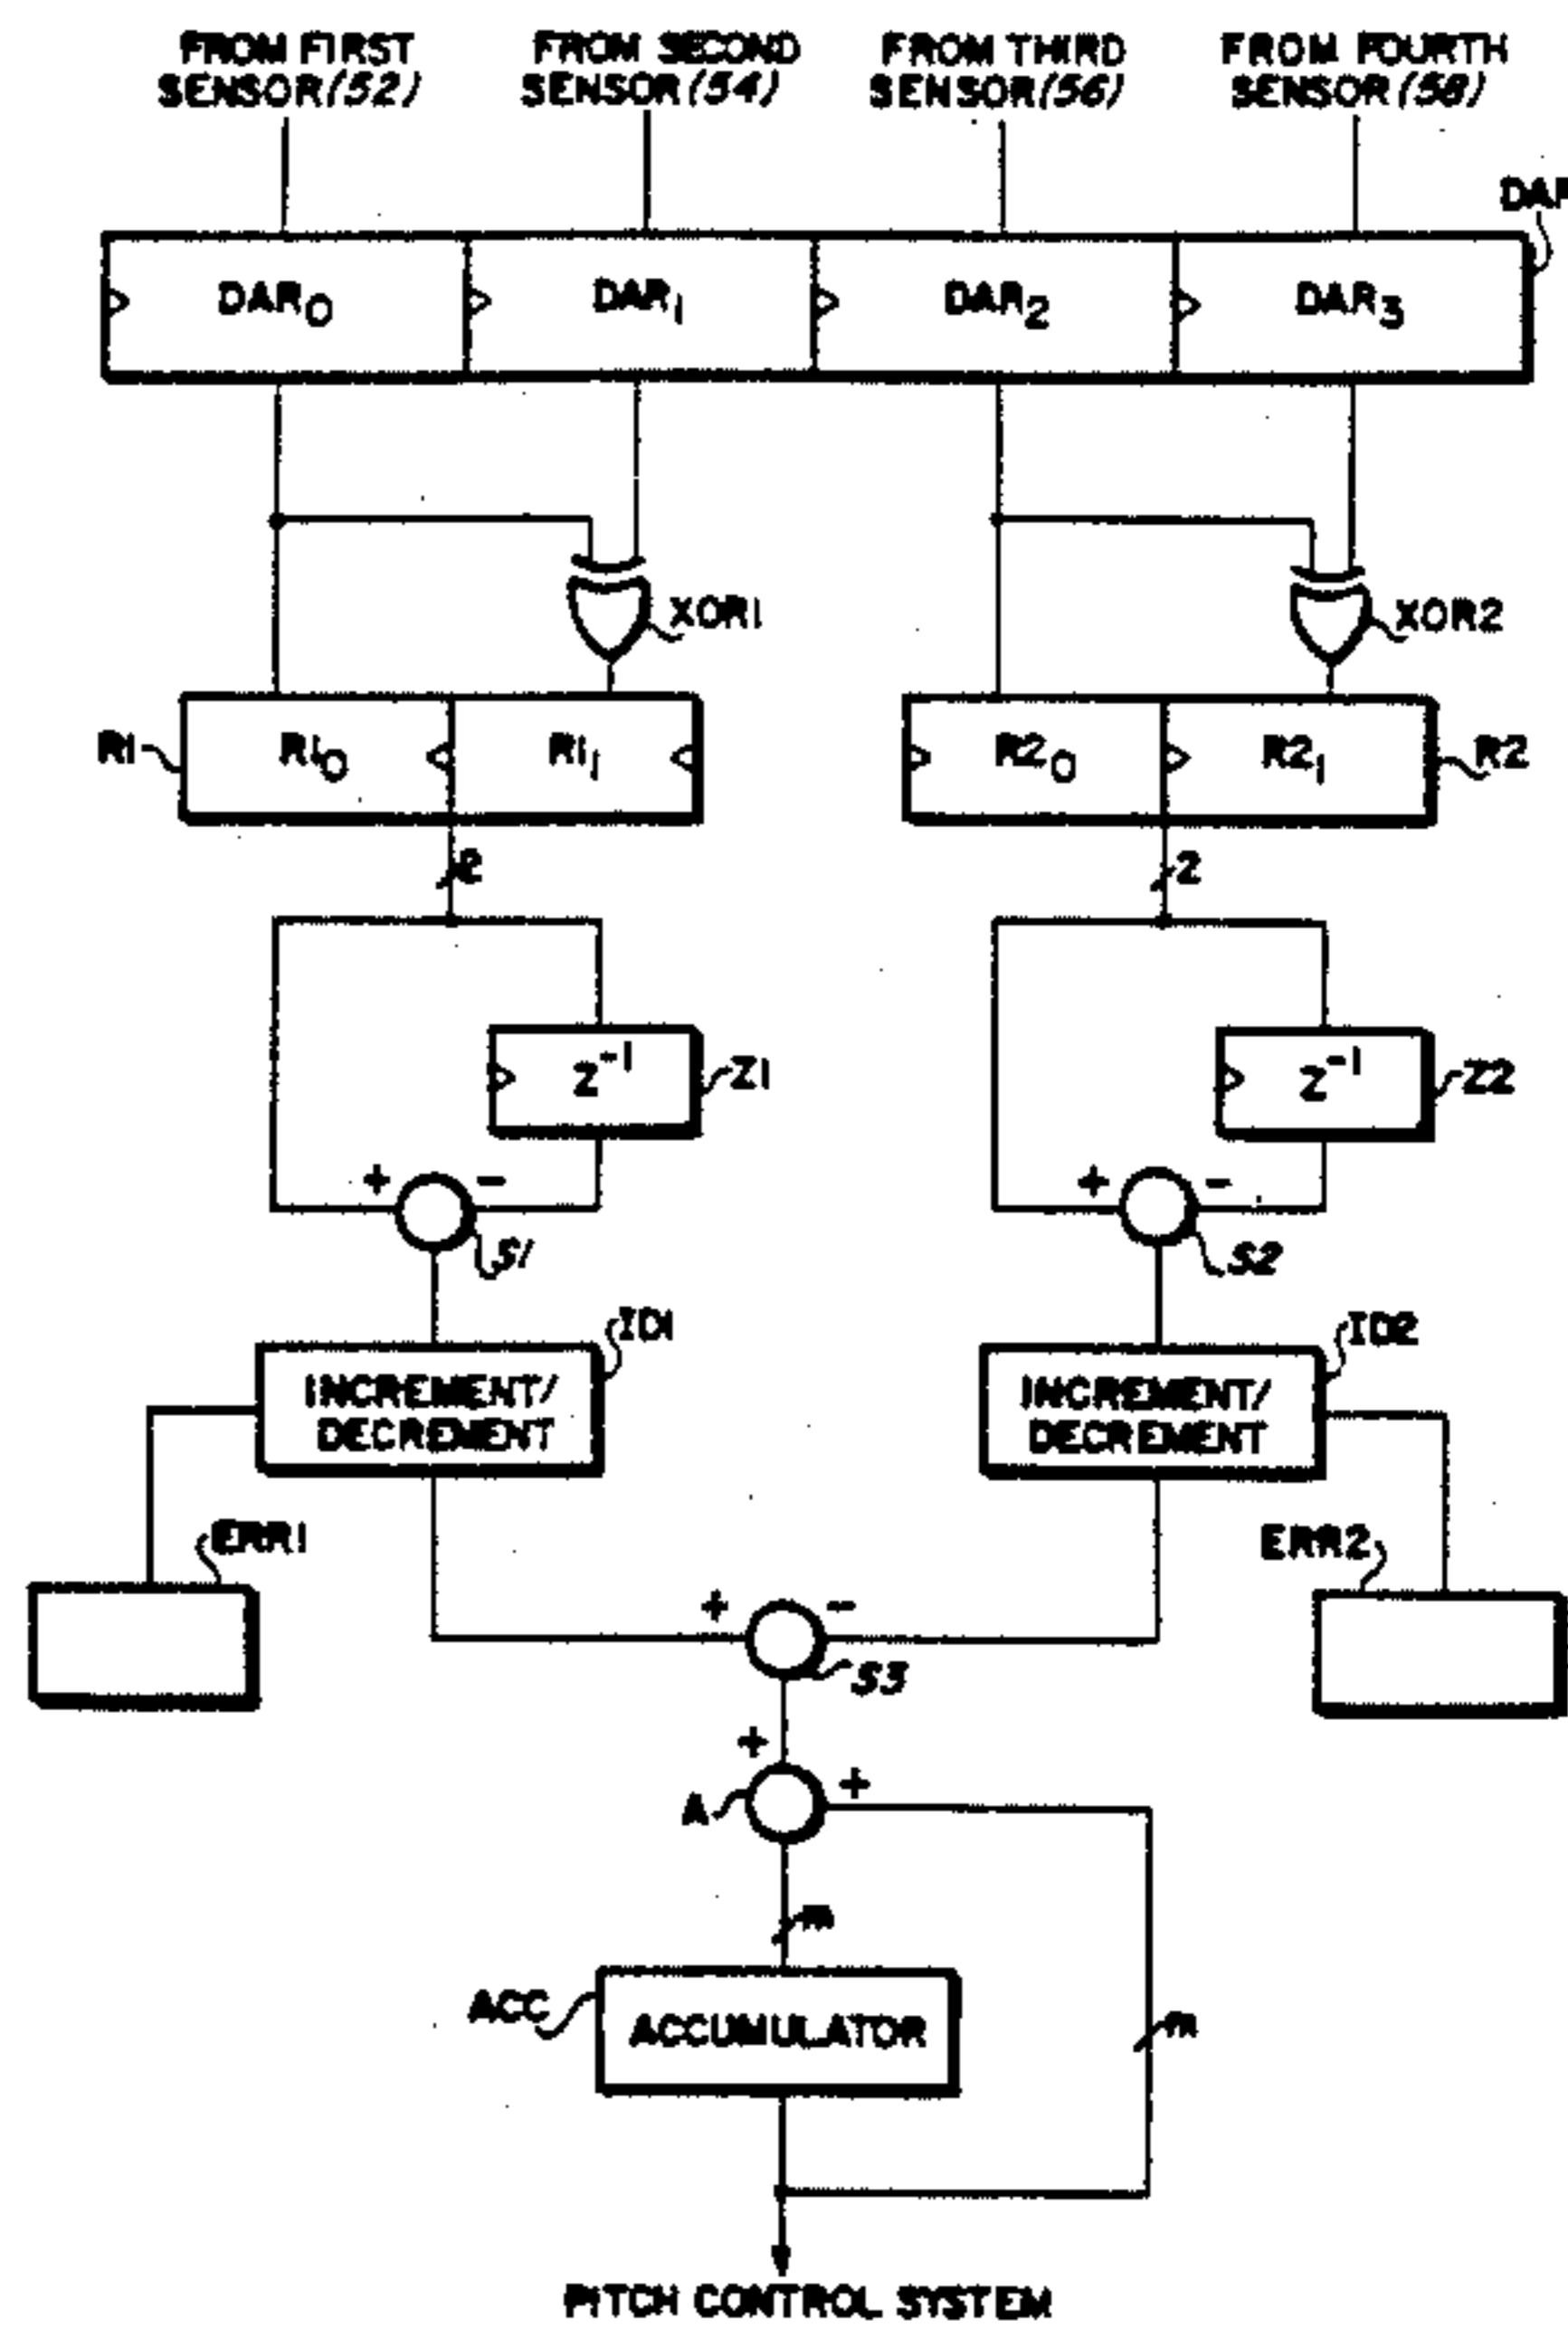 FROM FIRST
SENSOR (52)
FROM SECOND
SENSOR (54)
FROM THIRD
SENSOR (56)
FROM FOURTH
SENSOR (58)
DAR0
DAR1
DAR2
DAR3
XOR1
XOR2
R1
R10
R11
R20
R21
R2
2
2
Z-1
Z1
Z-1
Z2
+
-
S1
+
-
S2
ID1
INCREMENT/
DECREMENT
ID2
INCREMENT/
DECREMENT
ERR1
ERR2
+
-
S3
+
A
+
m
ACC
ACCUMULATOR
m
PITCH CONTROL SYSTEM